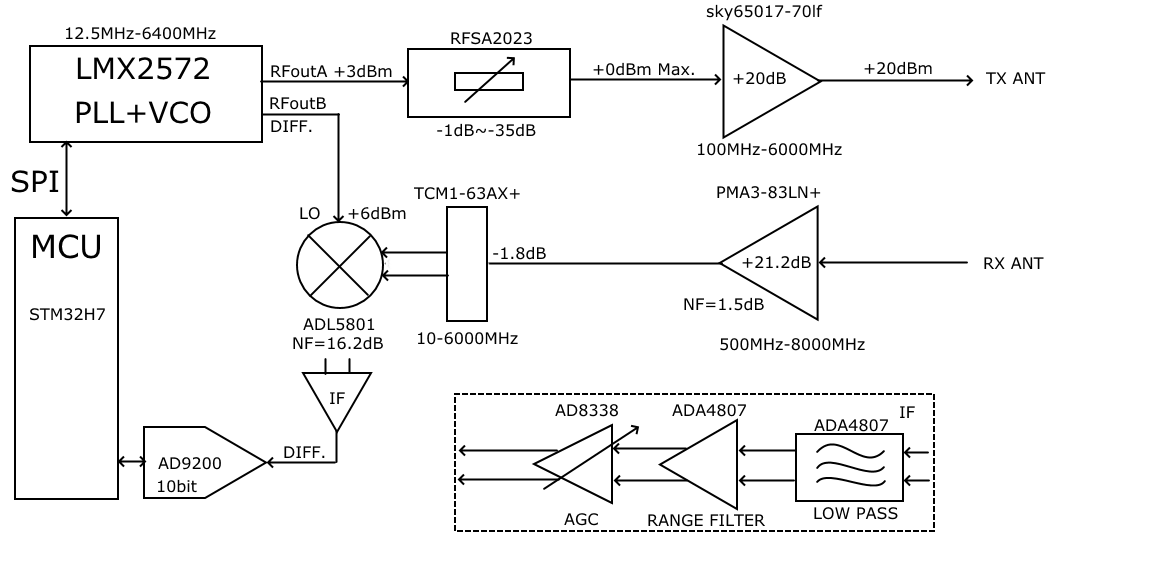 sky65017-70lf
12.5MHz-6400MHz
LMX2572
PLL+VCO
RFoutA +3dBm
RFoutB
DIFF.
RFSA2023
-1dB~-35dB
+0dBm Max.
+20dB
100MHz-6000MHz
+20dBm
TX ANT
SPI
MCU
STM32H7
LO
+6dBm
ADL5801
NF=16.2dB
TCM1-63AX+
-1.8dB
10-6000MHz
PMA3-83LN+
+21.2dB
NF=1.5dB
500MHz-8000MHz
RX ANT
IF
DIFF.
AD9200
10bit
AD8338
AGC
ADA4807
RANGE FILTER
ADA4807
LOW PASS
IF